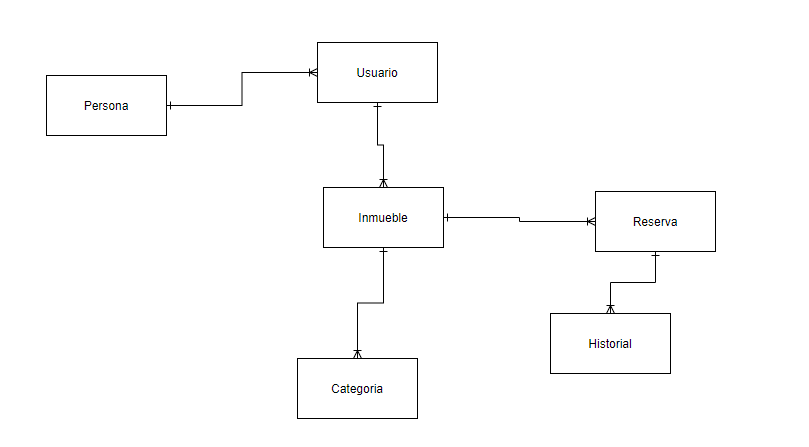 Usuario
Persona
Inmueble
Reserva
Historial
Categoria